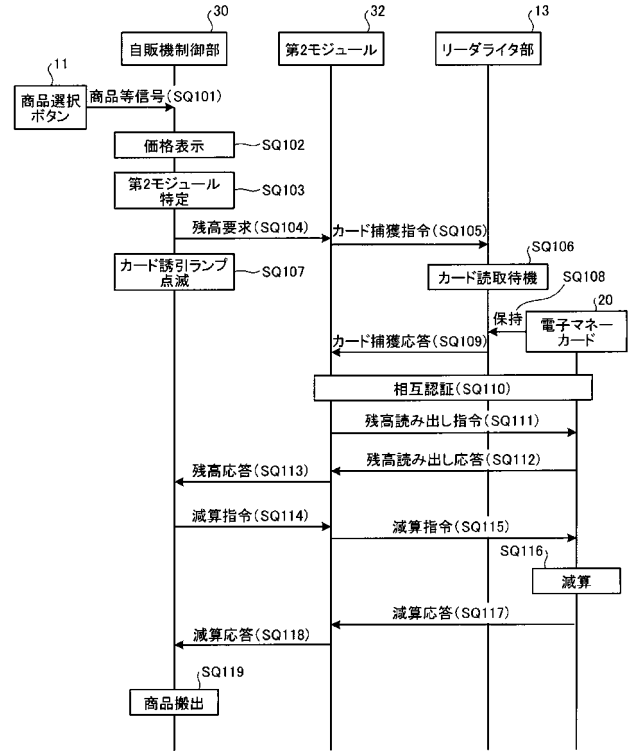 30
32
13
自販機制御部
第2モジュール
リーダライタ部
11
商品選択
ボタン
商品等信号(SQ101)
価格表示
SQ102
第2モジュール
特定
SQ103
残高要求(SQ104)
カード捕獲指令(SQ105)
カード誘引ランプ
点滅
SQ107
SQ106
カード読取待機
SQ108
20
保持
電子マネー
カード
カード捕獲応答(SQ109)
相互認証(SQ110)
残高読み出し指令(SQ111)
残高読み出し応答(SQ112)
残高応答(SQ113)
減算指令(SQ114)
減算指令(SQ115)
SQ116
減算
減算応答(SQ117)
減算応答(SQ118)
SQ119
商品搬出